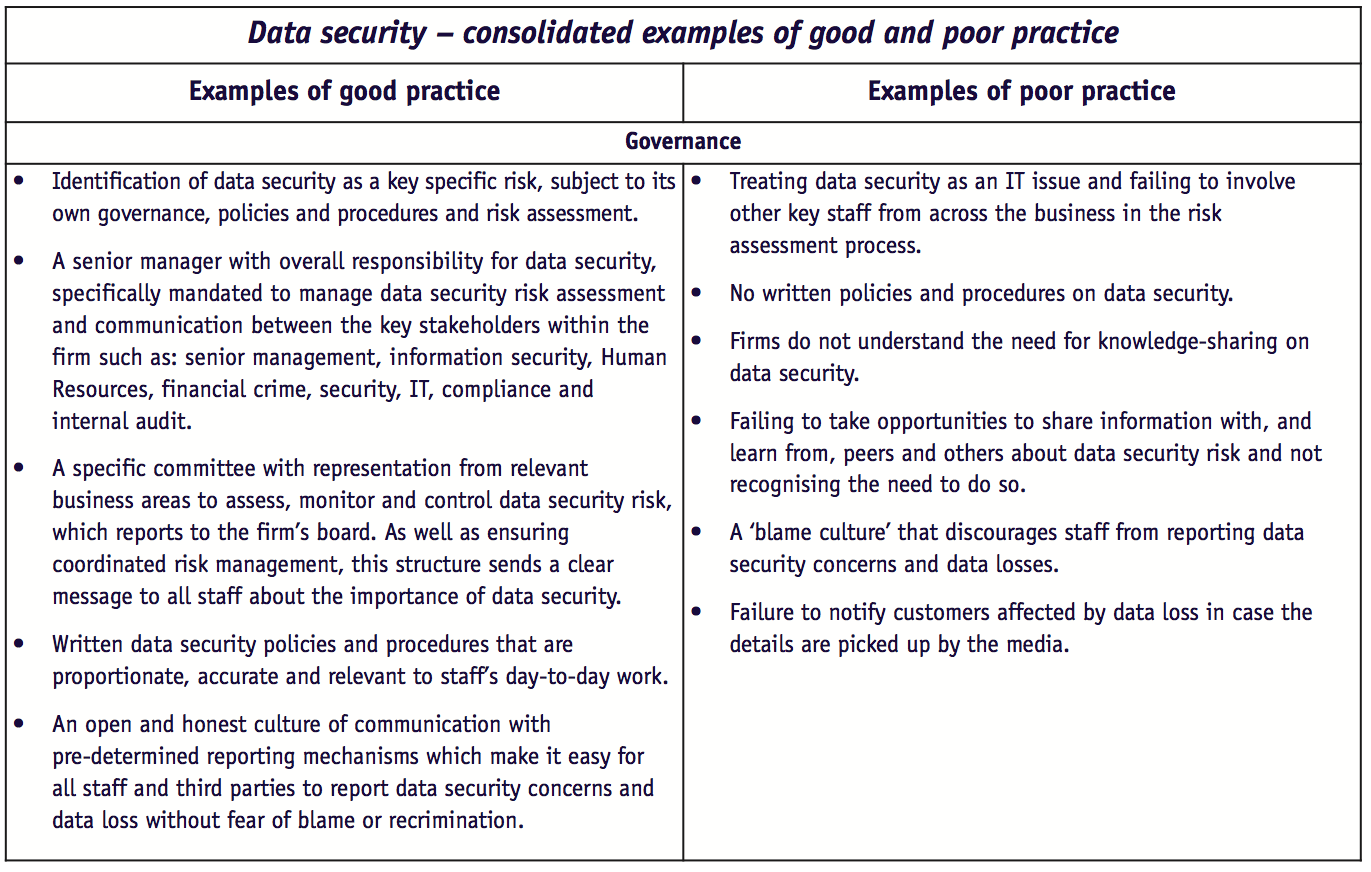 Data security – consolidated examples of good and poor practice
Examples of good practice
Examples of poor practice
Governance
• Identification of data security as a key specific risk, subject to its
own governance, policies and procedures and risk assessment.
• A senior manager with overall responsibility for data security,
specifically mandated to manage data security risk assessment
and communication between the key stakeholders within the
firm such as: senior management, information security, Human
Resources, financial crime, security, IT, compliance and
internal audit.
• A specific committee with representation from relevant
business areas to assess, monitor and control data security risk,
which reports to the firm’s board. As well as ensuring
coordinated risk management, this structure sends a clear
message to all staff about the importance of data security.
• Written data security policies and procedures that are
proportionate, accurate and relevant to staff’s day-to-day work.
• An open and honest culture of communication with
pre-determined reporting mechanisms which make it easy for
all staff and third parties to report data security concerns and
data loss without fear of blame or recrimination.
• Treating data security as an IT issue and failing to involve
other key staff from across the business in the risk
assessment process.
• No written policies and procedures on data security.
• Firms do not understand the need for knowledge-sharing on
data security.
• Failing to take opportunities to share information with, and
learn from, peers and others about data security risk and not
recognising the need to do so.
• A ‘blame culture’ that discourages staff from reporting data
security concerns and data losses.
• Failure to notify customers affected by data loss in case the
details are picked up by the media.